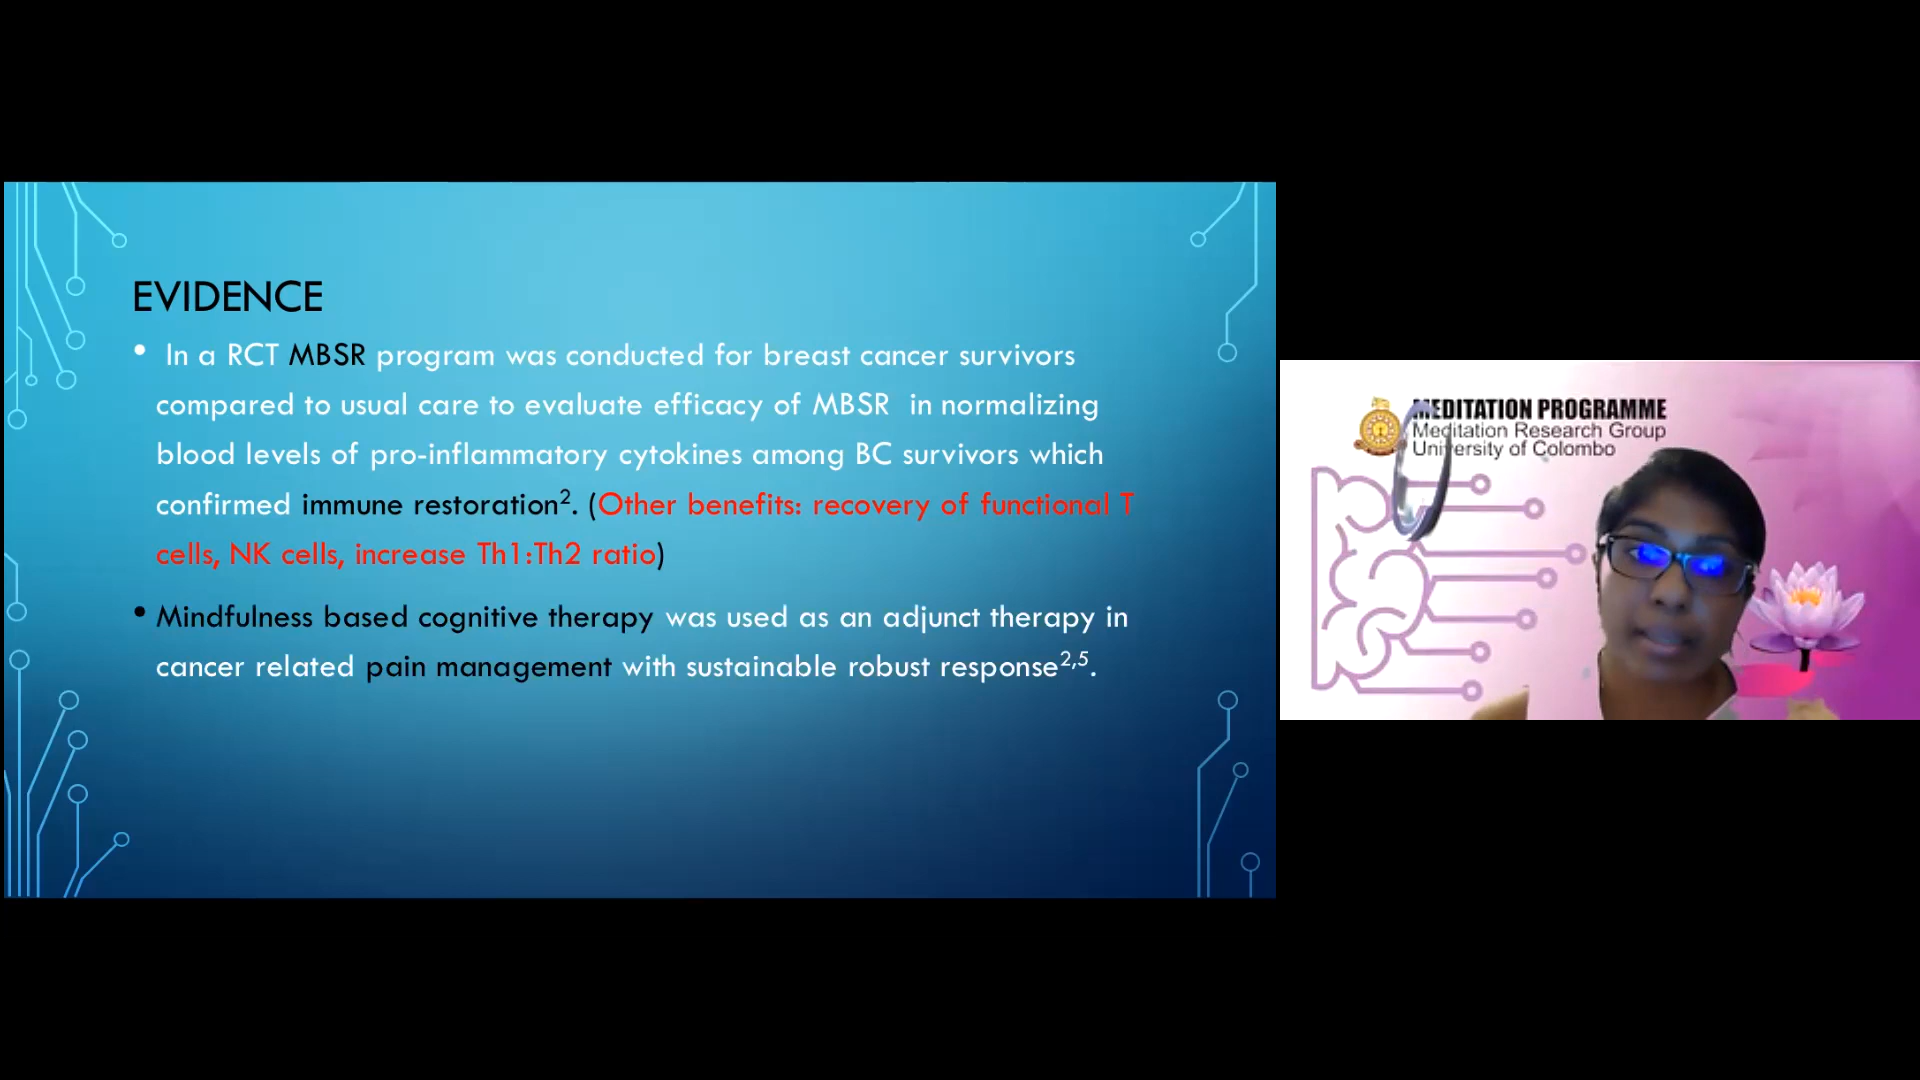 EVIDENCE
• In a RCT MBSR program was conducted for breast cancer survivors
compared to usual care to evaluate efficacy of MBSR in normalizing
blood levels of pro-inflammatory cytokines among BC survivors which
confirmed immune restoration². (Other benefits: recovery of functional T
cells, NK cells, increase Th1:Th2 ratio)
• Mindfulness based cognitive therapy was used as an adjunct therapy in
cancer related pain management with sustainable robust response²,⁵.
MEDITATION PROGRAMME
Meditation Research Group
University of Colombo